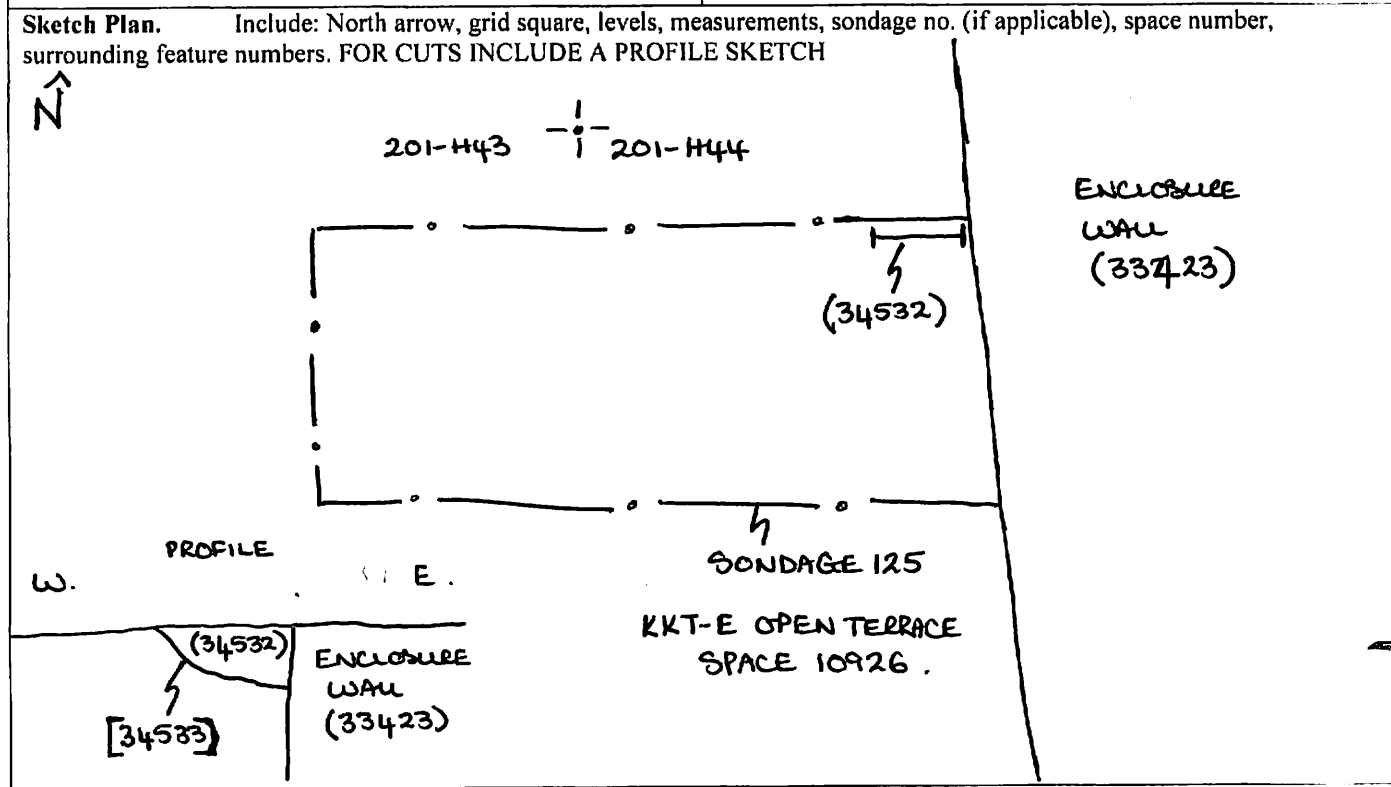 Sketch Plan. Include: North arrow, grid square, levels, measurements, sondage no. (if applicable), space number,
surrounding feature numbers. FOR CUTS INCLUDE A PROFILE SKETCH
N
201-H43 201-H44
ENCLOSURE
WALL
(33423)
(34532)
SONDAGE 125
KKT-E OPEN TERRACE
SPACE 10926.
PROFILE
W. E.
(34532)
ENCLOSURE
WALL
(33423)
[34533]